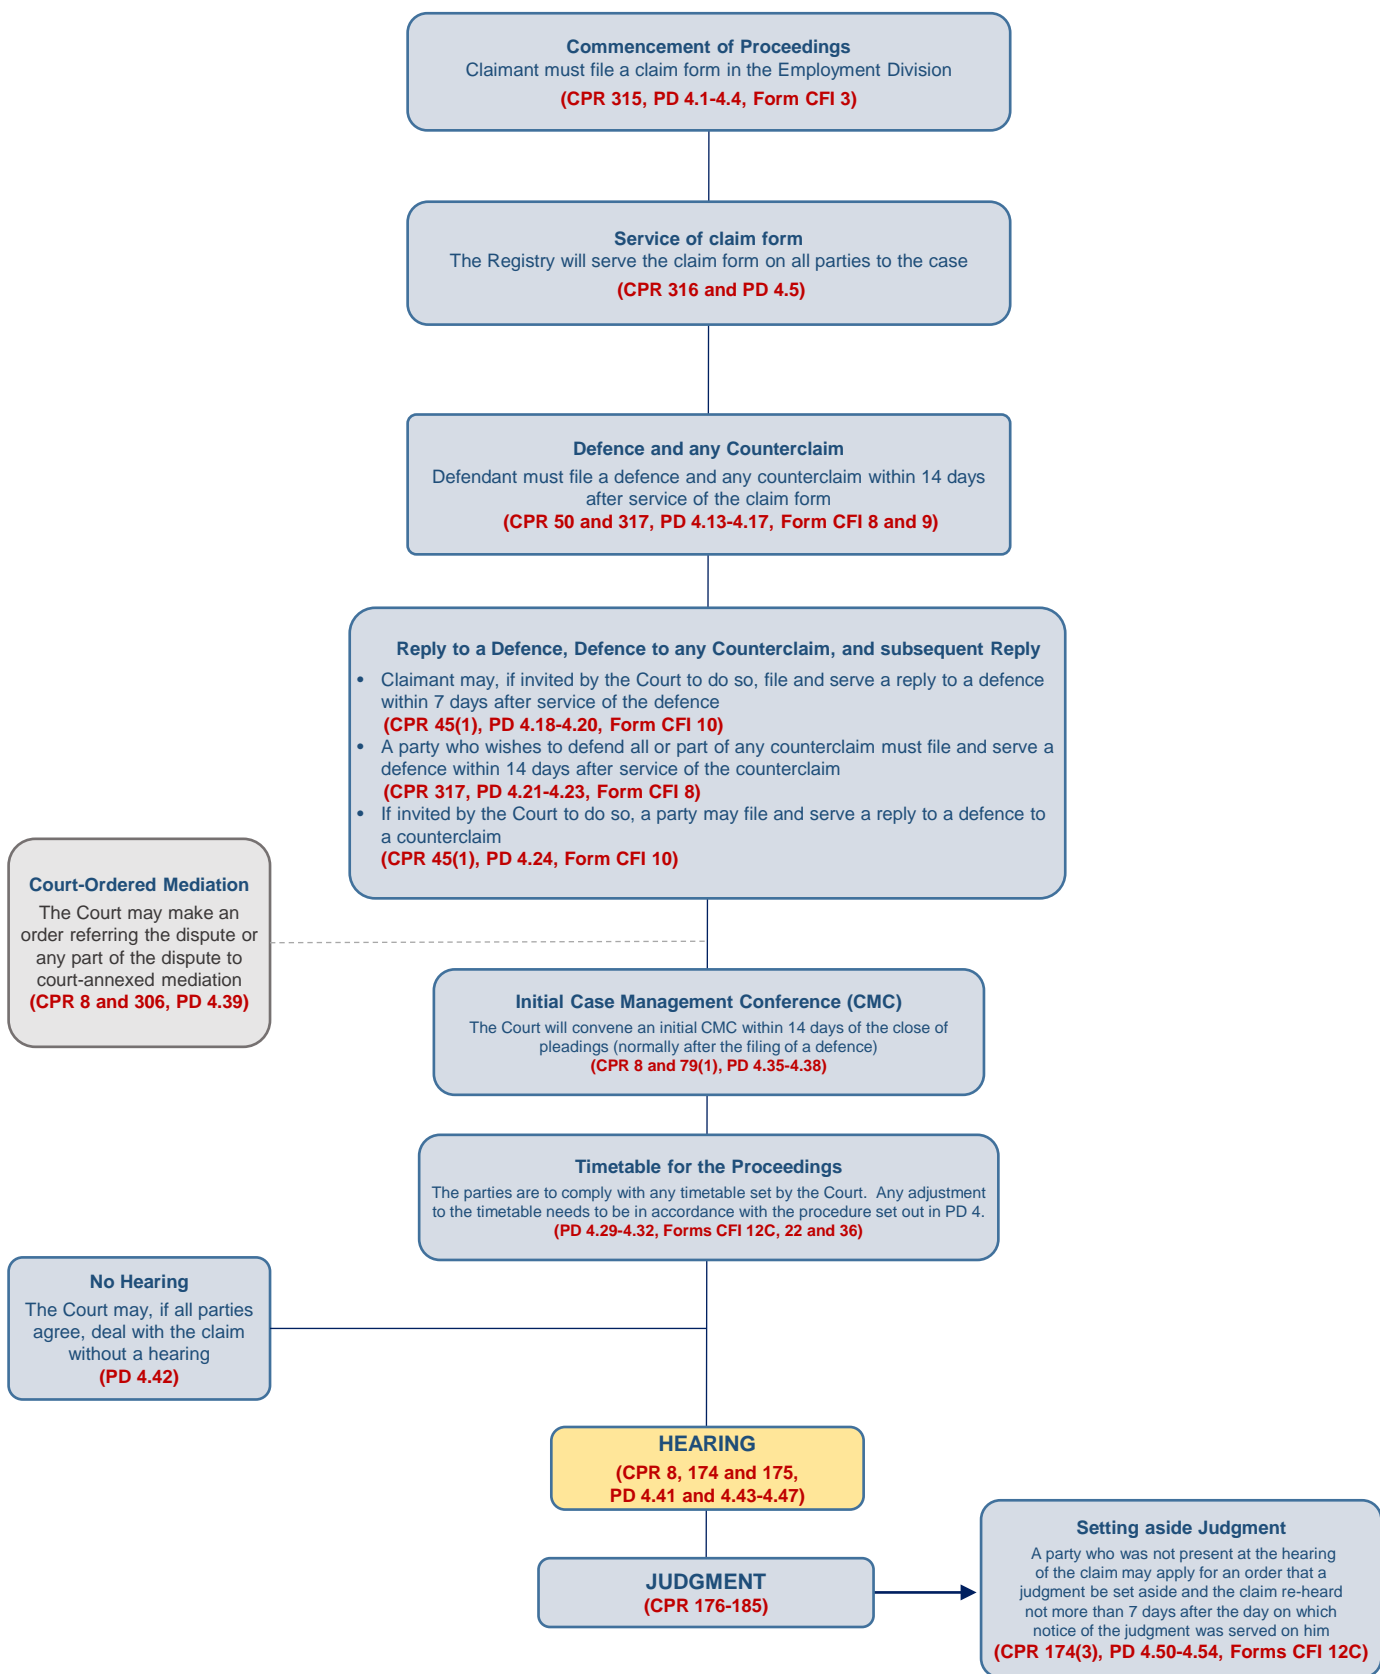 Commencement of Proceedings
Claimant must file a claim form in the Employment Division
(CPR 315, PD 4.1-4.4, Form CFI 3)
Service of claim form
The Registry will serve the claim form on all parties to the case
(CPR 316 and PD 4.5)
Defence and any Counterclaim
Defendant must file a defence and any counterclaim within 14 days
after service of the claim form
(CPR 50 and 317, PD 4.13-4.17, Form CFI 8 and 9)
Reply to a Defence, Defence to any Counterclaim, and subsequent Reply
• Claimant may, if invited by the Court to do so, file and serve a reply to a defence
within 7 days after service of the defence
(CPR 45(1), PD 4.18-4.20, Form CFI 10)
• A party who wishes to defend all or part of any counterclaim must file and serve a
defence within 14 days after service of the counterclaim
(CPR 317, PD 4.21-4.23, Form CFI 8)
• If invited by the Court to do so, a party may file and serve a reply to a defence to
a counterclaim
(CPR 45(1), PD 4.24, Form CFI 10)
Court-Ordered Mediation
The Court may make an
order referring the dispute or
any part of the dispute to
court-annexed mediation
(CPR 8 and 306, PD 4.39)
Initial Case Management Conference (CMC)
The Court will convene an initial CMC within 14 days of the close of
pleadings (normally after the filing of a defence)
(CPR 8 and 79(1), PD 4.35-4.38)
Timetable for the Proceedings
The parties are to comply with any timetable set by the Court. Any adjustment
to the timetable needs to be in accordance with the procedure set out in PD 4.
(PD 4.29-4.32, Forms CFI 12C, 22 and 36)
No Hearing
The Court may, if all parties
agree, deal with the claim
without a hearing
(PD 4.42)
HEARING
(CPR 8, 174 and 175,
PD 4.41 and 4.43-4.47)
JUDGMENT
(CPR 176-185)
Setting aside Judgment
A party who was not present at the hearing
of the claim may apply for an order that a
judgment be set aside and the claim re-heard
not more than 7 days after the day on which
notice of the judgment was served on him
(CPR 174(3), PD 4.50-4.54, Forms CFI 12C)